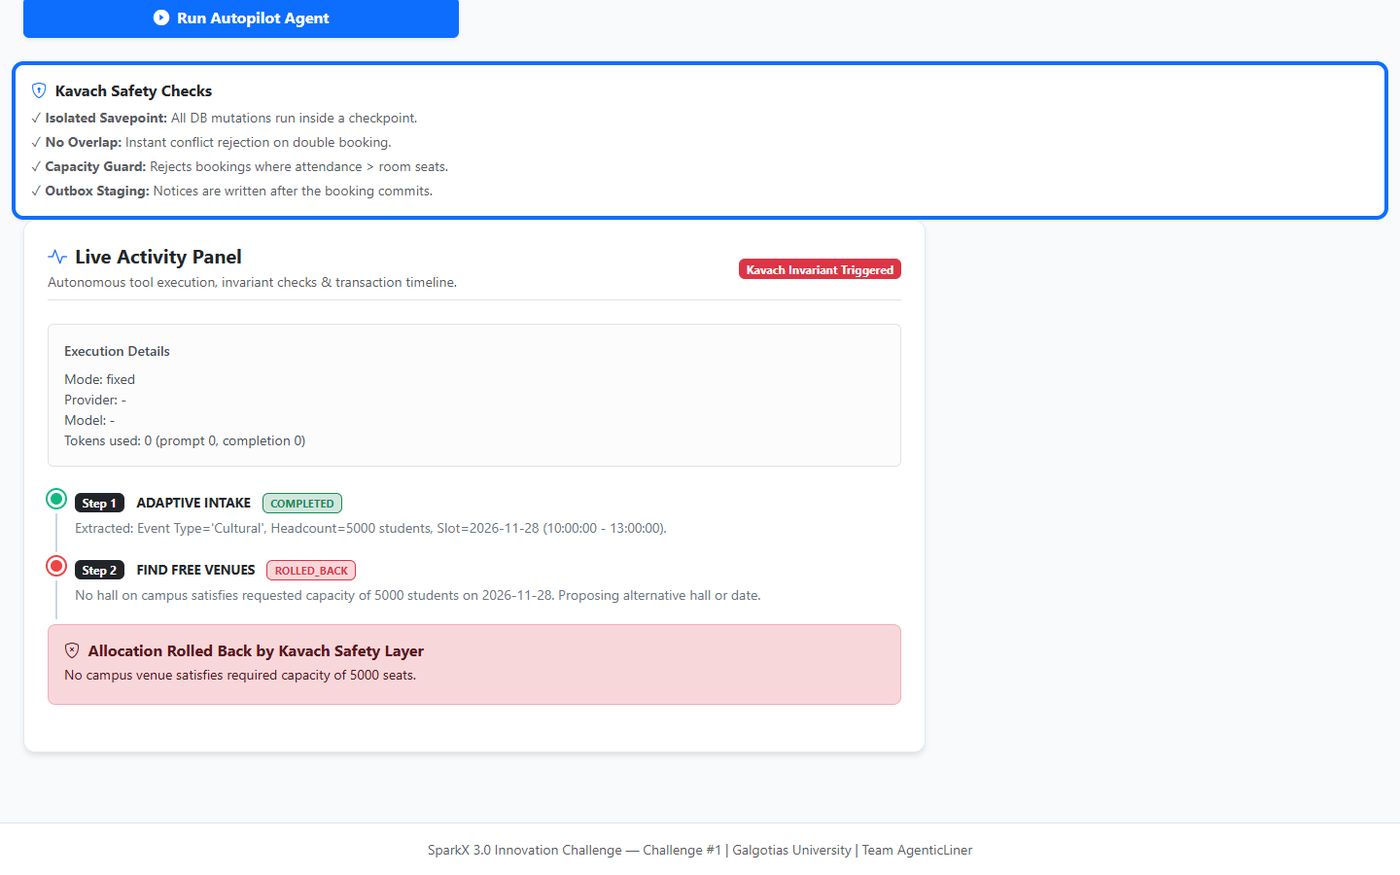 Run Autopilot Agent
Kavach Safety Checks
✓ Isolated Savepoint: All DB mutations run inside a checkpoint.
✓ No Overlap: Instant conflict rejection on double booking.
✓ Capacity Guard: Rejects bookings where attendance > room seats.
✓ Outbox Staging: Notices are written after the booking commits.
Live Activity Panel
Kavach Invariant Triggered
Autonomous tool execution, invariant checks & transaction timeline.
Execution Details
Mode: fixed
Provider: -
Model: -
Tokens used: 0 (prompt 0, completion 0)
Step 1 ADAPTIVE INTAKE COMPLETED
Extracted: Event Type='Cultural', Headcount=5000 students, Slot=2026-11-28 (10:00:00 - 13:00:00).
Step 2 FIND FREE VENUES ROLLED_BACK
No hall on campus satisfies requested capacity of 5000 students on 2026-11-28. Proposing alternative hall or date.
Allocation Rolled Back by Kavach Safety Layer
No campus venue satisfies required capacity of 5000 seats.
SparkX 3.0 Innovation Challenge — Challenge #1 | Galgotias University | Team AgenticLiner